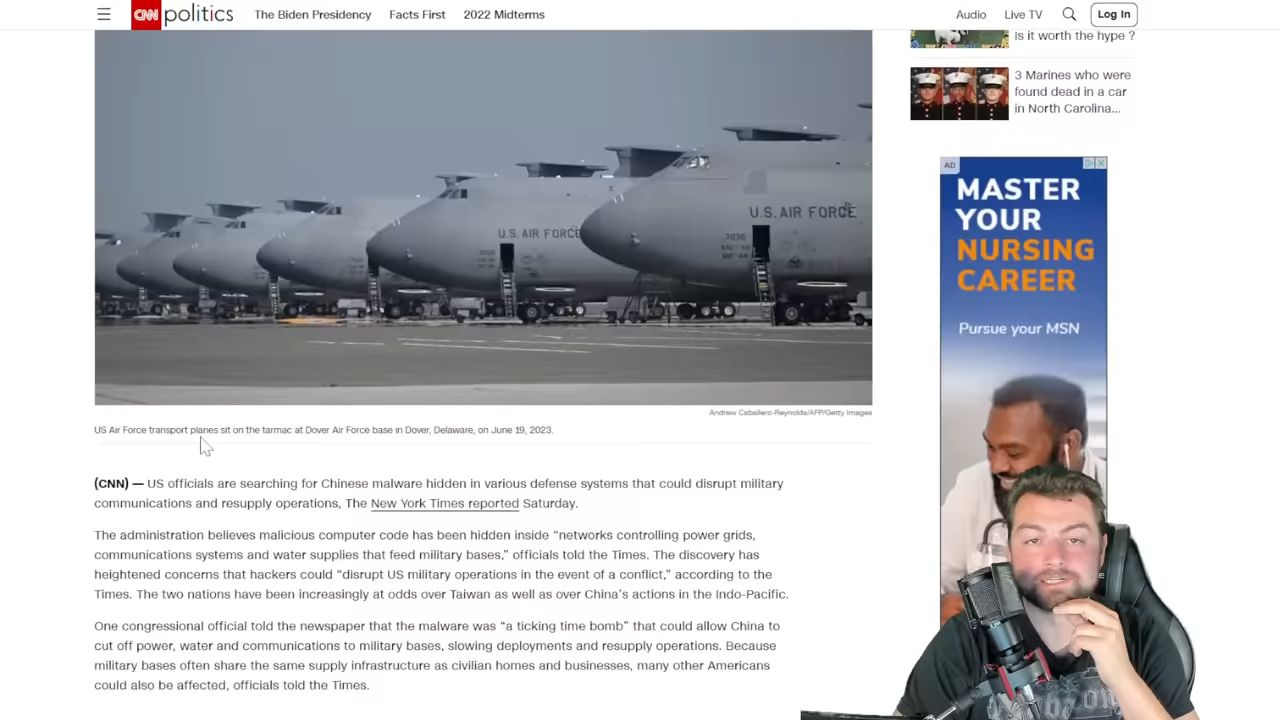 CNN politics
The Biden Presidency
Facts First
2022 Midterms
Audio
Live TV
Log In
Is it worth the hype ?
3 Marines who were
found dead in a car
in North Carolina...
U.S. AIR FORCE
U.S. AIR FORCE
Andrew Caballero-Reynolds/AFP/Getty Images
US Air Force transport planes sit on the tarmac at Dover Air Force base in Dover, Delaware, on June 19, 2023.
(CNN) — US officials are searching for Chinese malware hidden in various defense systems that could disrupt military
communications and resupply operations, The New York Times reported Saturday.
The administration believes malicious computer code has been hidden inside “networks controlling power grids,
communications systems and water supplies that feed military bases,” officials told the Times. The discovery has
heightened concerns that hackers could “disrupt US military operations in the event of a conflict,” according to the
Times. The two nations have been increasingly at odds over Taiwan as well as over China’s actions in the Indo-Pacific.
One congressional official told the newspaper that the malware was “a ticking time bomb” that could allow China to
cut off power, water and communications to military bases, slowing deployments and resupply operations. Because
military bases often share the same supply infrastructure as civilian homes and businesses, many other Americans
could also be affected, officials told the Times.
AD
MASTER
YOUR
NURSING
CAREER
Pursue your MSN